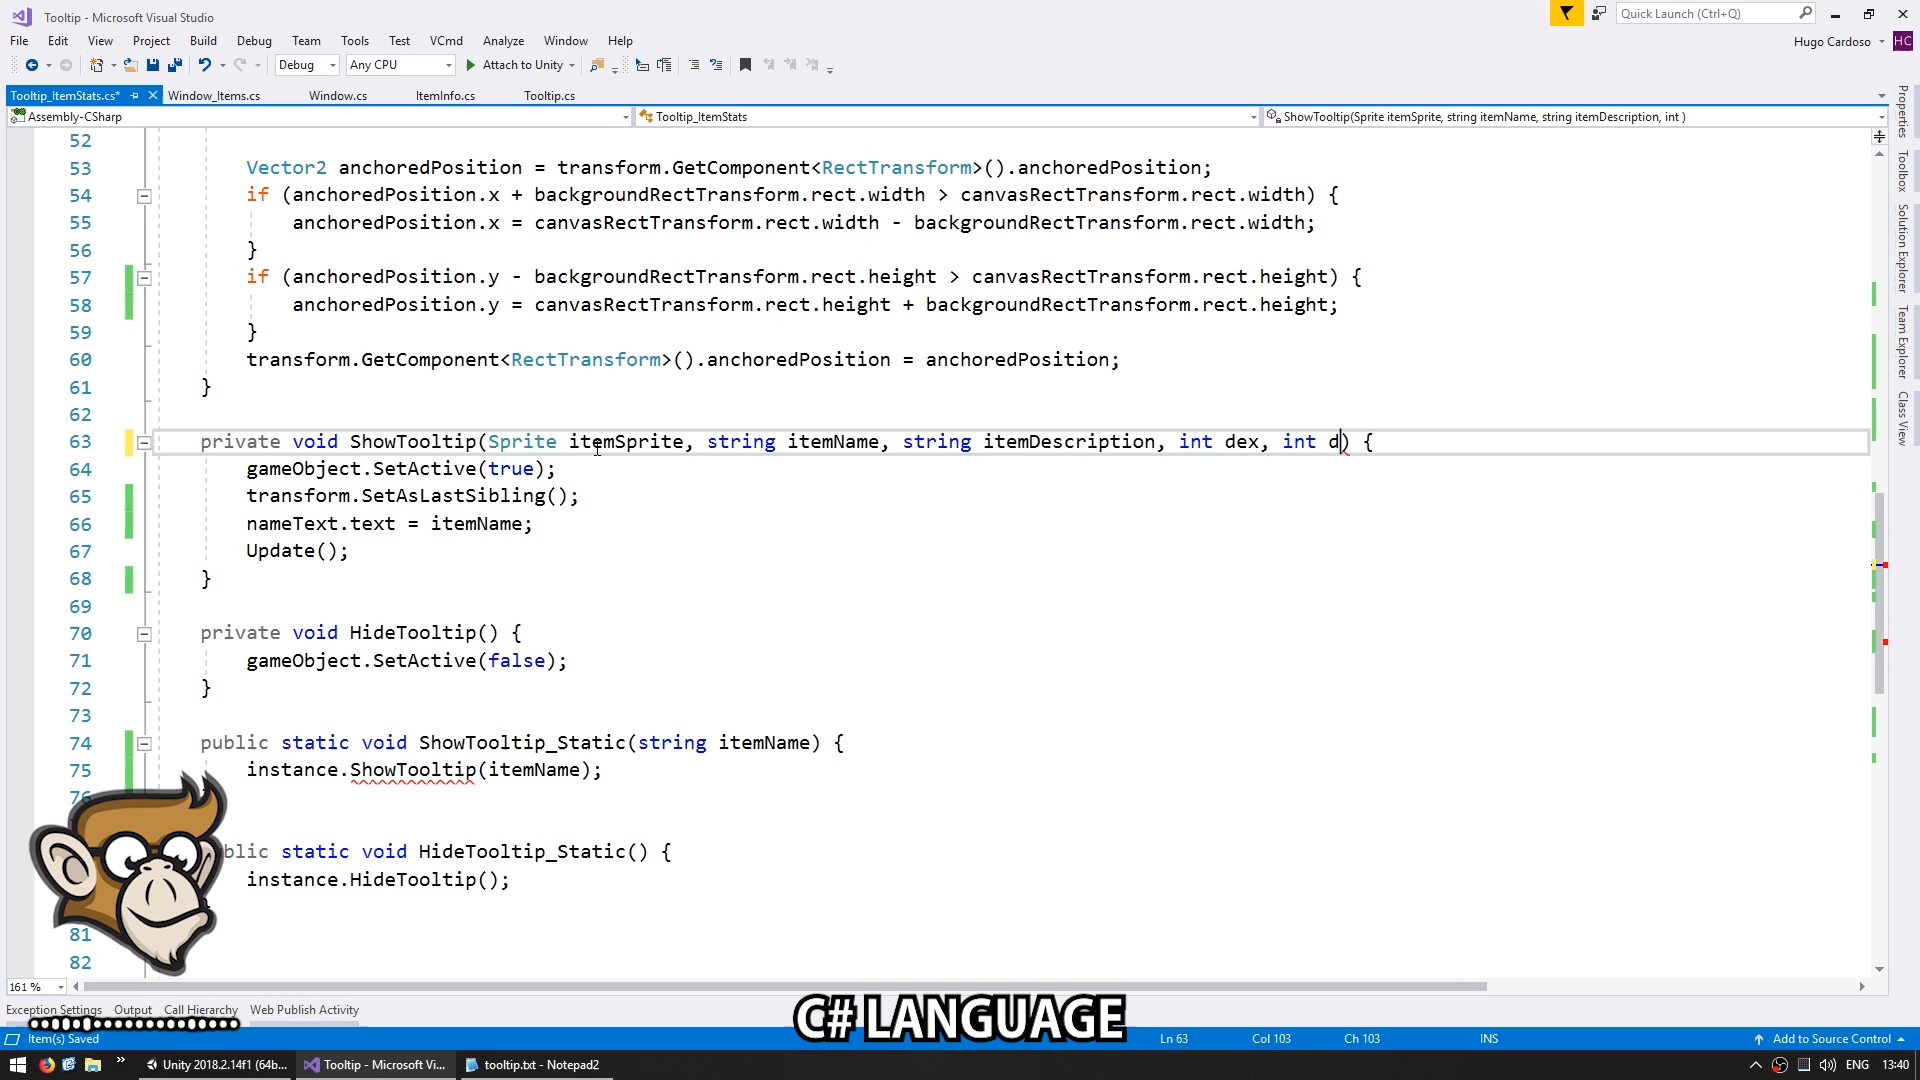 Tooltip - Microsoft Visual Studio
Quick Launch (Ctrl+Q)
File Edit View Project Build Debug Team Tools Test VCmd Analyze Window Help
Hugo Cardoso HC
Debug Any CPU Attach to Unity
Tooltip_ItemStats.cs* Window_Items.cs Window.cs ItemInfo.cs Tooltip.cs
Assembly-CSharp Tooltip_ItemStats ShowTooltip(Sprite itemSprite, string itemName, string itemDescription, int )
52
53 Vector2 anchoredPosition = transform.GetComponent<RectTransform>().anchoredPosition;
54 if (anchoredPosition.x + backgroundRectTransform.rect.width > canvasRectTransform.rect.width) {
55 anchoredPosition.x = canvasRectTransform.rect.width - backgroundRectTransform.rect.width;
56 }
57 if (anchoredPosition.y - backgroundRectTransform.rect.height > canvasRectTransform.rect.height) {
58 anchoredPosition.y = canvasRectTransform.rect.height + backgroundRectTransform.rect.height;
59 }
60 transform.GetComponent<RectTransform>().anchoredPosition = anchoredPosition;
61 }
62
63 private void ShowTooltip(Sprite itemSprite, string itemName, string itemDescription, int dex, int d) {
64 gameObject.SetActive(true);
65 transform.SetAsLastSibling();
66 nameText.text = itemName;
67 Update();
68 }
69
70 private void HideTooltip() {
71 gameObject.SetActive(false);
72 }
73
74 public static void ShowTooltip_Static(string itemName) {
75 instance.ShowTooltip(itemName);
76
blic static void HideTooltip_Static() {
instance.HideTooltip();
81
82
Properties
Toolbox
Solution Explorer
Team Explorer
Class View
161 %
Exception Settings Output Call Hierarchy Web Publish Activity
C# LANGUAGE
Item(s) Saved Ln 63 Col 103 Ch 103 INS Add to Source Control
Unity 2018.2.14f1 (64b... Tooltip - Microsoft Vi... tooltip.txt - Notepad2 ENG 13:40